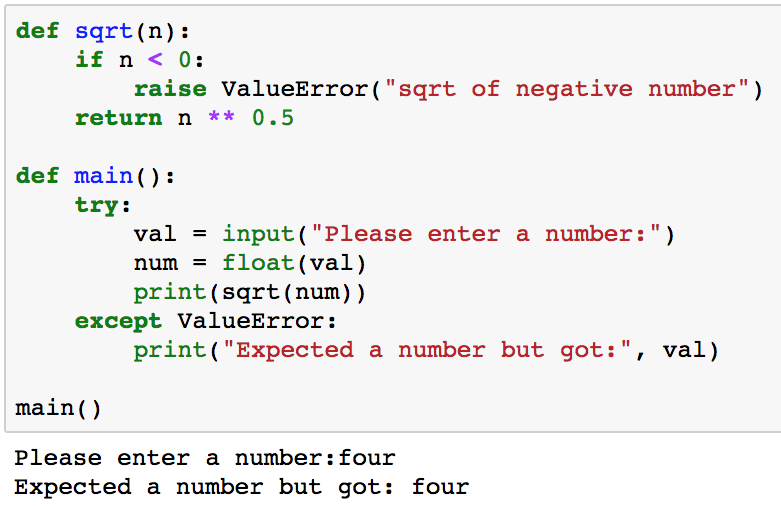 def sqrt(n):
    if n < 0:
        raise ValueError("sqrt of negative number")
    return n ** 0.5

def main():
    try:
        val = input("Please enter a number:")
        num = float(val)
        print(sqrt(num))
    except ValueError:
        print("Expected a number but got:", val)

main()
Please enter a number:four
Expected a number but got: four